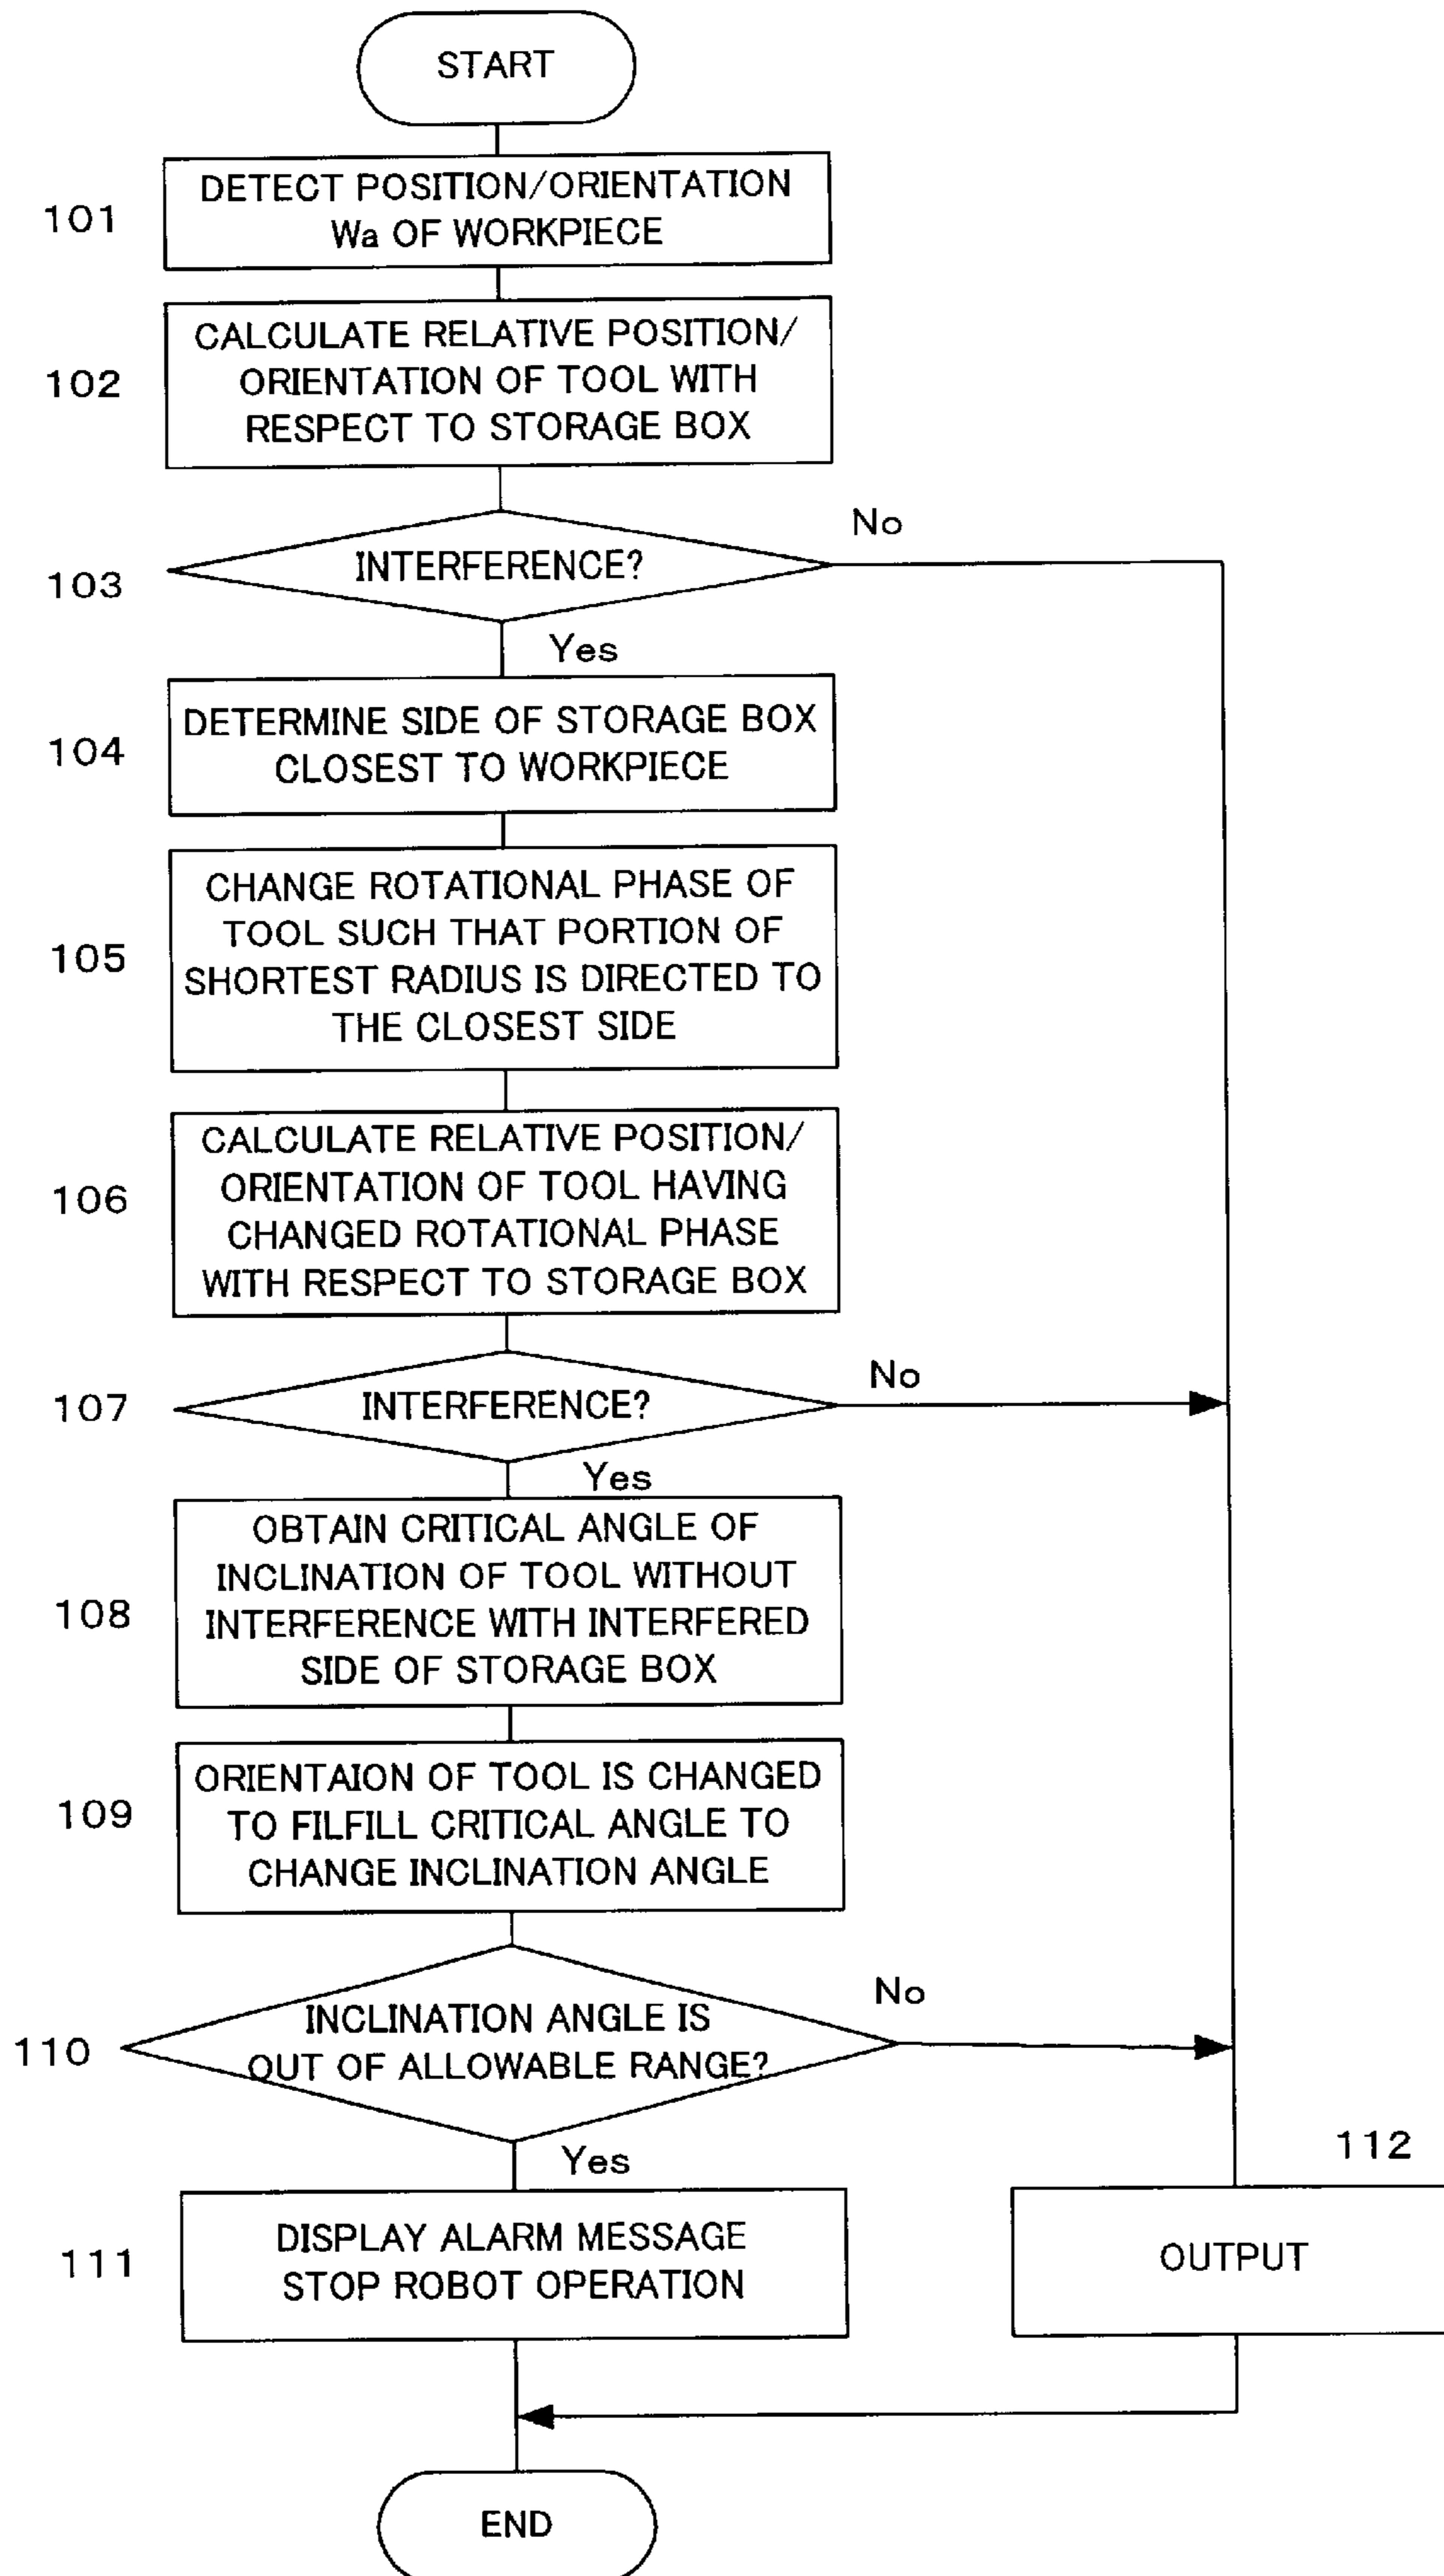 START
101
DETECT POSITION/ORIENTATION
Wa OF WORKPIECE
102
CALCULATE RELATIVE POSITION/
ORIENTATION OF TOOL WITH
RESPECT TO STORAGE BOX
103
INTERFERENCE?
No
Yes
104
DETERMINE SIDE OF STORAGE BOX
CLOSEST TO WORKPIECE
105
CHANGE ROTATIONAL PHASE OF
TOOL SUCH THAT PORTION OF
SHORTEST RADIUS IS DIRECTED TO
THE CLOSEST SIDE
106
CALCULATE RELATIVE POSITION/
ORIENTATION OF TOOL HAVING
CHANGED ROTATIONAL PHASE
WITH RESPECT TO STORAGE BOX
107
INTERFERENCE?
No
Yes
108
OBTAIN CRITICAL ANGLE OF
INCLINATION OF TOOL WITHOUT
INTERFERENCE WITH INTERFERED
SIDE OF STORAGE BOX
109
ORIENTAION OF TOOL IS CHANGED
TO FILFILL CRITICAL ANGLE TO
CHANGE INCLINATION ANGLE
110
INCLINATION ANGLE IS
OUT OF ALLOWABLE RANGE?
No
Yes
111
DISPLAY ALARM MESSAGE
STOP ROBOT OPERATION
112
OUTPUT
END